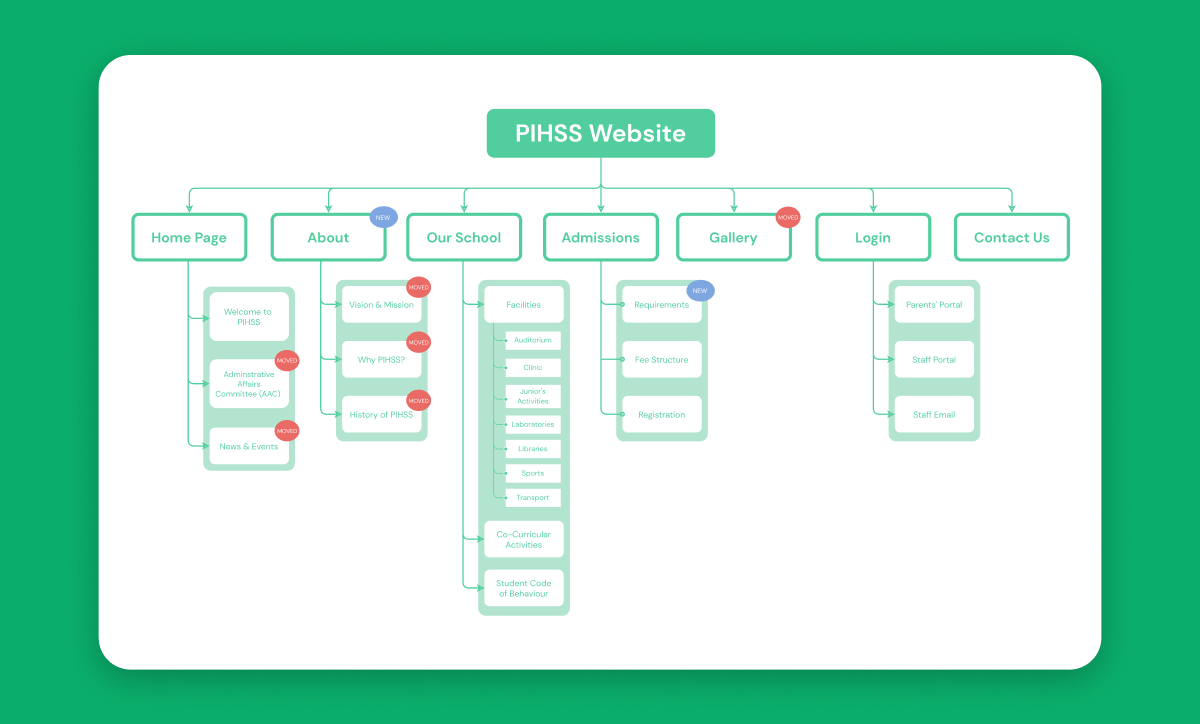 PIHSS Website
Home Page
About
NEW
Our School
Admissions
Gallery
MOVED
Login
Contact Us
Welcome to
PIHSS
Adminstrative
Affairs
Committee (AAC)
MOVED
News & Events
MOVED
Vision & Mission
MOVED
Why PIHSS?
MOVED
History of PIHSS
MOVED
Facilities
Auditorium
Clinic
Junior's
Activities
Laboratories
Libraries
Sports
Transport
Co-Curricular
Activities
Student Code
of Behaviour
Requirements
NEW
Fee Structure
Registration
Parents' Portal
Staff Portal
Staff Email